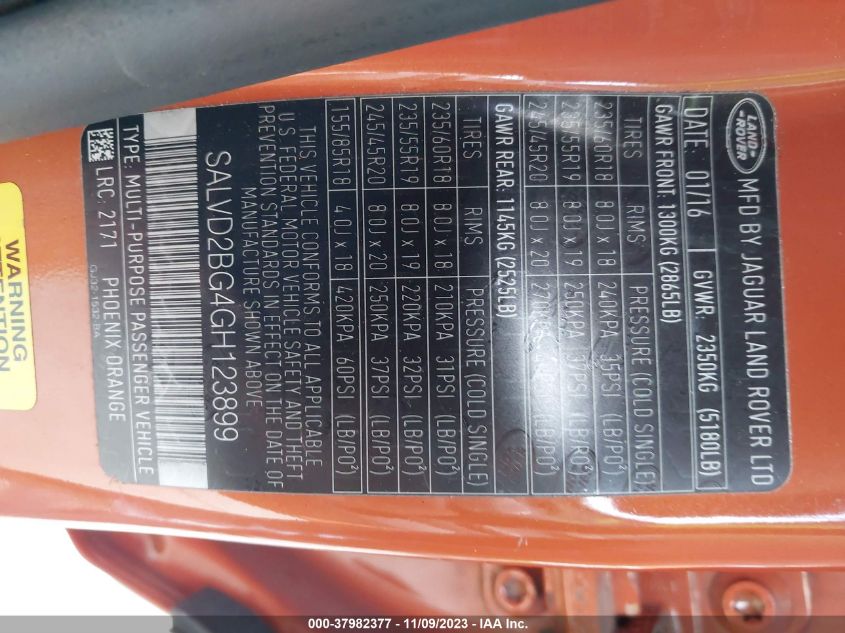 LAND
ROVER
MFD BY JAGUAR LAND ROVER LTD
DATE: 01/16 GVWR. 2350KG (5180LB)
GAWR FRONT: 1300KG (2865LB)
TIRES RIMS PRESSURE (COLD SINGLE)
235/60R18 8.0J x 18 240KPA 35PSI (LB/PO²)
235/55R19 8.0J x 19 250KPA 37PSI (LB/PO²)
245/45R20 8.0J x 20 (LB/PO²)
GAWR REAR: 1145KG (2525LB)
TIRES RIMS PRESSURE (COLD SINGLE)
235/60R18 8.0J x 18 210KPA 31PSI (LB/PO²)
235/55R19 8.0J x 19 220KPA 32PSI (LB/PO²)
245/45R20 8.0J x 20 250KPA 37PSI (LB/PO²)
155/85R18 4.0J x 18 420KPA 60PSI (LB/PO²)
THIS VEHICLE CONFORMS TO ALL APPLICABLE
U.S. FEDERAL MOTOR VEHICLE SAFETY AND THEFT
PREVENTION STANDARDS IN EFFECT ON THE DATE OF
MANUFACTURE SHOWN ABOVE
SALVD2BG4GH123899
TYPE: MULTI-PURPOSE PASSENGER VEHICLE
LRC. 2171 PHOENIX ORANGE
GJ32-1532-BA
WARNING
000-37982377 - 11/09/2023 - IAA Inc.